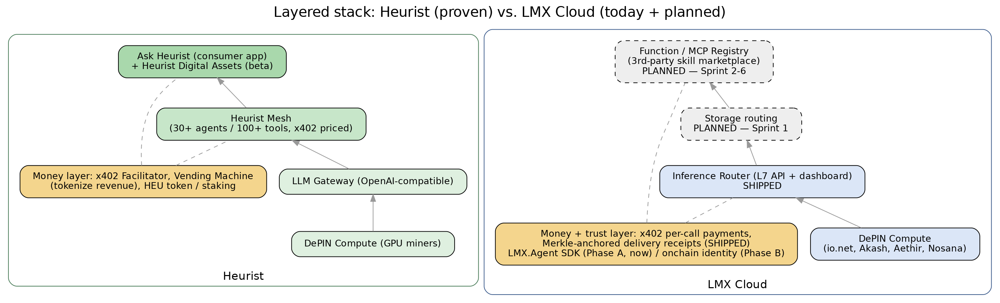 Layered stack: Heurist (proven) vs. LMX Cloud (today + planned)
Ask Heurist (consumer app)
+ Heurist Digital Assets (beta)
Heurist Mesh
(30+ agents / 100+ tools, x402 priced)
Money layer: x402 Facilitator, Vending Machine
(tokenize revenue), HEU token / staking
LLM Gateway (OpenAI-compatible)
DePIN Compute (GPU miners)
Heurist
Function / MCP Registry
(3rd-party skill marketplace)
PLANNED — Sprint 2-6
Storage routing
PLANNED — Sprint 1
Inference Router (L7 API + dashboard)
SHIPPED
Money + trust layer: x402 per-call payments,
Merkle-anchored delivery receipts (SHIPPED)
LMX.Agent SDK (Phase A, now) / onchain identity (Phase B)
DePIN Compute
(io.net, Akash, Aethir, Nosana)
LMX Cloud